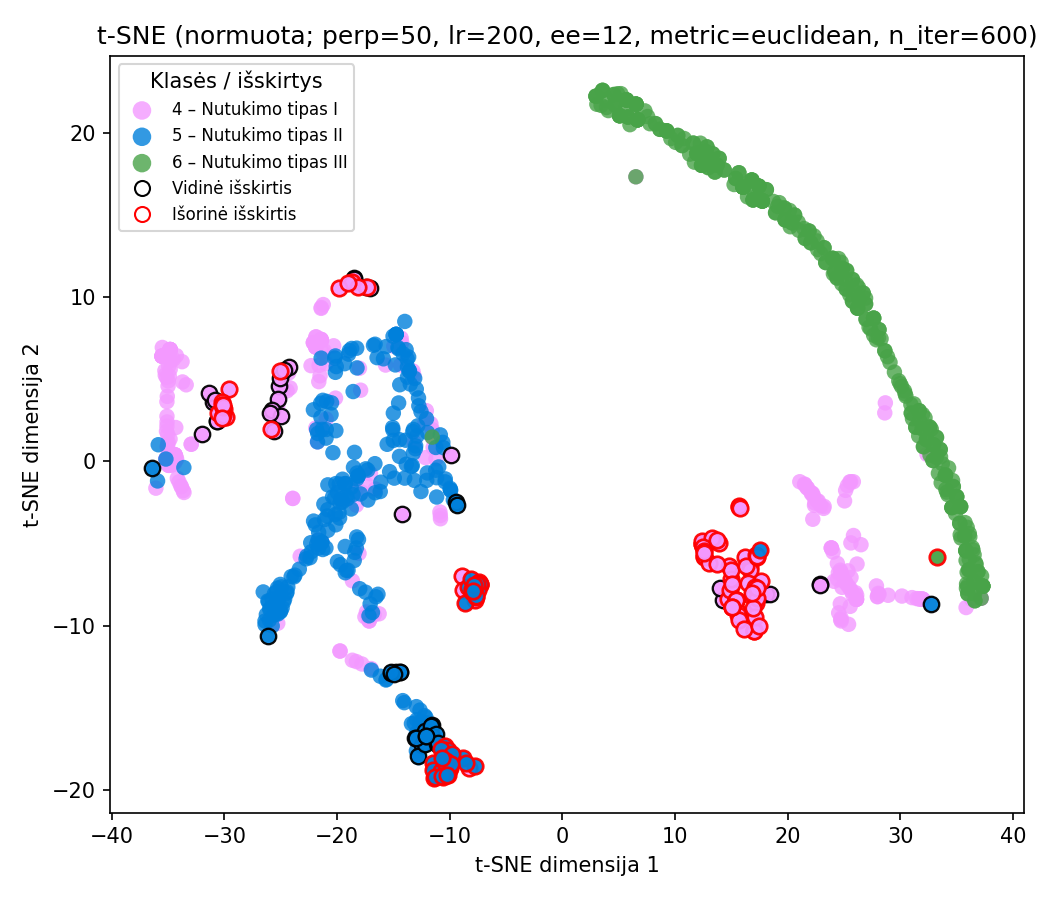 t-SNE (normuota; perp=50, lr=200, ee=12, metric=euclidean, n_iter=600)
Klasės / išskirtys
4 – Nutukimo tipas I
5 – Nutukimo tipas II
6 – Nutukimo tipas III
Vidinė išskirtis
Išorinė išskirtis
t-SNE dimensija 2
20
10
0
−10
−20
−40
−30
−20
−10
0
10
20
30
40
t-SNE dimensija 1